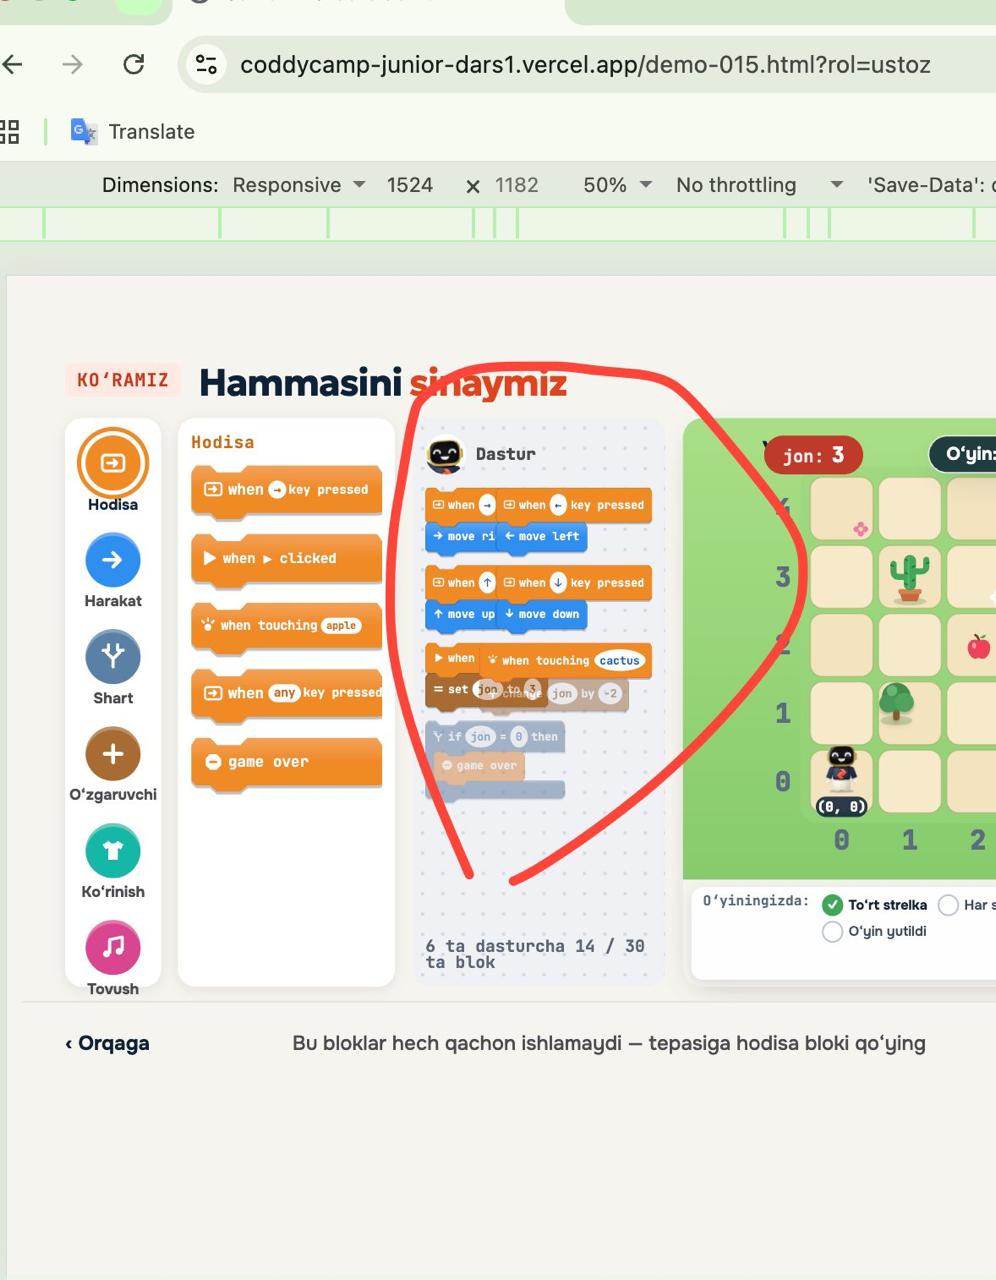 coddycamp-junior-dars1.vercel.app/demo-015.html?rol=ustoz
Translate
Dimensions: Responsive 1524 × 1182 50% No throttling 'Save-Data':
KO‘RAMIZ Hammasini sinaymiz
Hodisa
Harakat
Shart
O‘zgaruvchi
Ko‘rinish
Tovush
Hodisa
when → key pressed
when ▶ clicked
when touching apple
when any key pressed
game over
Dastur
when → when ← key pressed
→ move ri ← move left
when ↑ when ↓ key pressed
↑ move up ↓ move down
when when touching cactus
= set jon to 3 change jon by -2
if jon = 0 then
game over
6 ta dasturcha 14 / 30
ta blok
jon: 3 O‘yin:
4
3
2
1
0
(0, 0)
0 1 2
O‘yiningizda: To‘rt strelka Har
O‘yin yutildi
‹ Orqaga Bu bloklar hech qachon ishlamaydi — tepasiga hodisa bloki qo‘ying